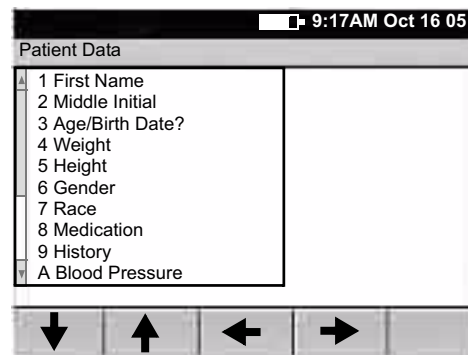 9:17AM Oct 16 05
Patient Data
1 First Name
2 Middle Initial
3 Age/Birth Date?
4 Weight
5 Height
6 Gender
7 Race
8 Medication
9 History
A Blood Pressure